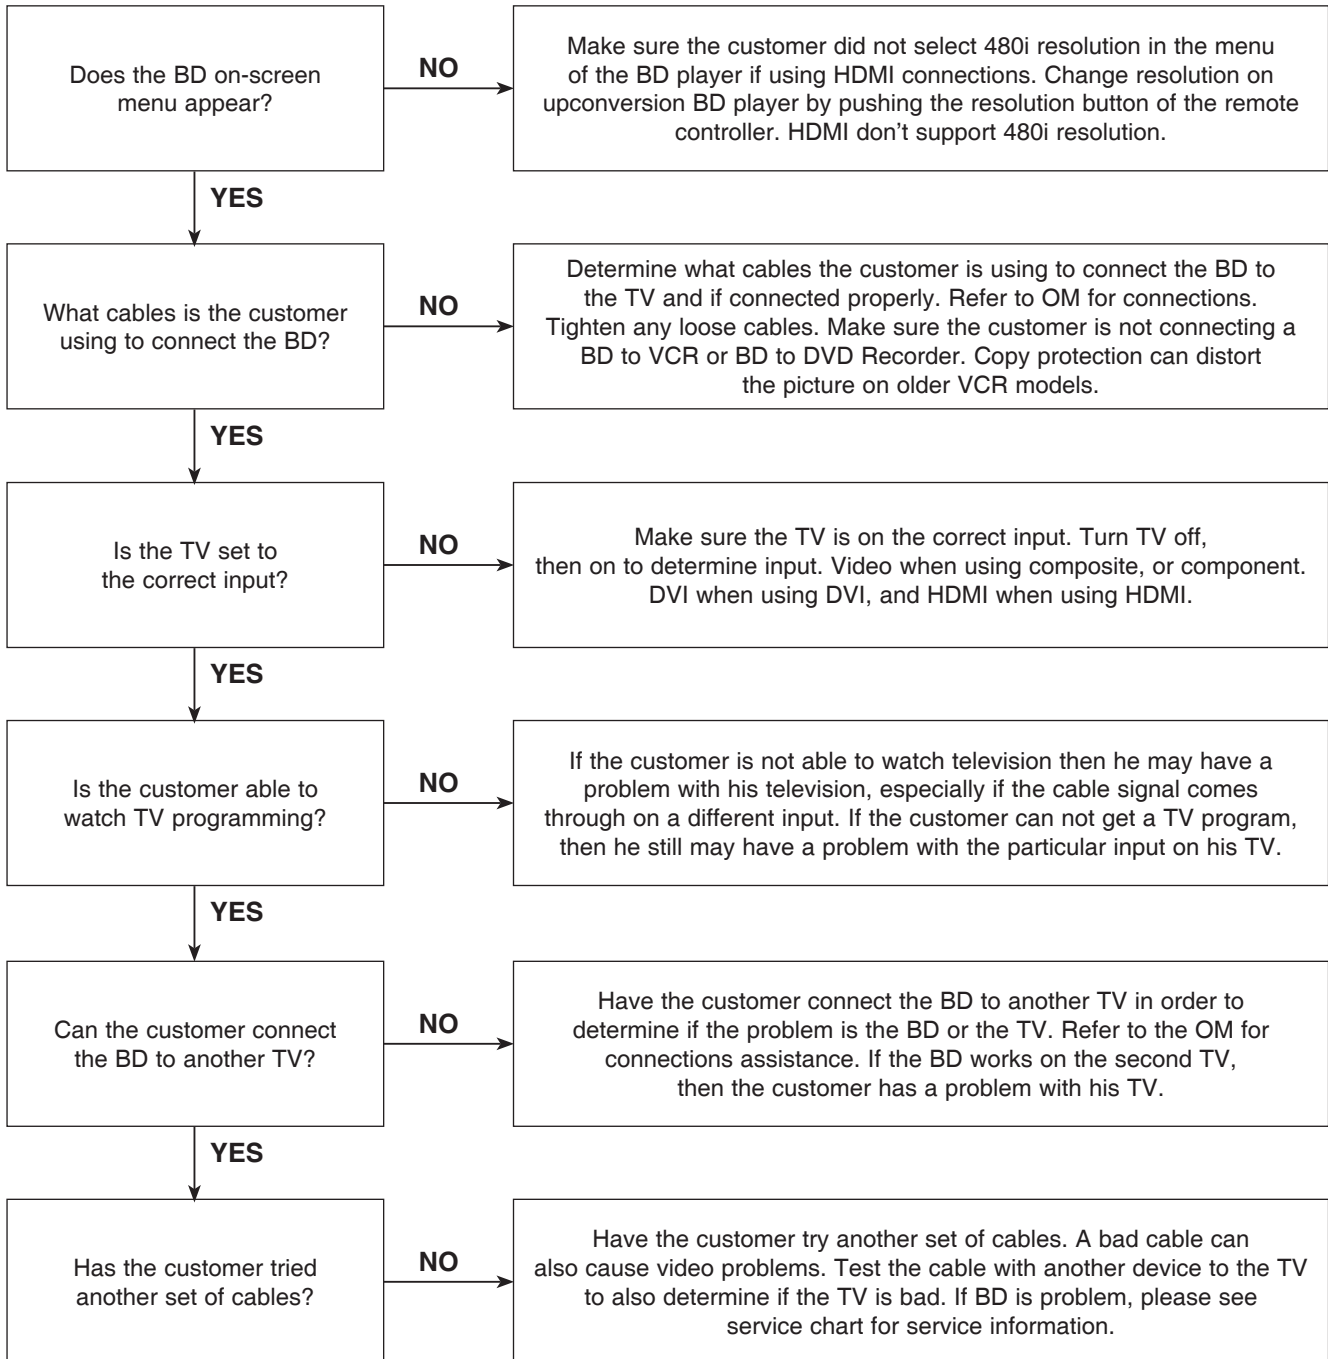 Does the BD on-screen
menu appear?
NO
Make sure the customer did not select 480i resolution in the menu
of the BD player if using HDMI connections. Change resolution on
upconversion BD player by pushing the resolution button of the remote
controller. HDMI don't support 480i resolution.
YES
What cables is the customer
using to connect the BD?
NO
Determine what cables the customer is using to connect the BD to
the TV and if connected properly. Refer to OM for connections.
Tighten any loose cables. Make sure the customer is not connecting a
BD to VCR or BD to DVD Recorder. Copy protection can distort
the picture on older VCR models.
YES
Is the TV set to
the correct input?
NO
Make sure the TV is on the correct input. Turn TV off,
then on to determine input. Video when using composite, or component.
DVI when using DVI, and HDMI when using HDMI.
YES
Is the customer able to
watch TV programming?
NO
If the customer is not able to watch television then he may have a
problem with his television, especially if the cable signal comes
through on a different input. If the customer can not get a TV program,
then he still may have a problem with the particular input on his TV.
YES
Can the customer connect
the BD to another TV?
NO
Have the customer connect the BD to another TV in order to
determine if the problem is the BD or the TV. Refer to the OM for
connections assistance. If the BD works on the second TV,
then the customer has a problem with his TV.
YES
Has the customer tried
another set of cables?
NO
Have the customer try another set of cables. A bad cable can
also cause video problems. Test the cable with another device to the TV
to also determine if the TV is bad. If BD is problem, please see
service chart for service information.